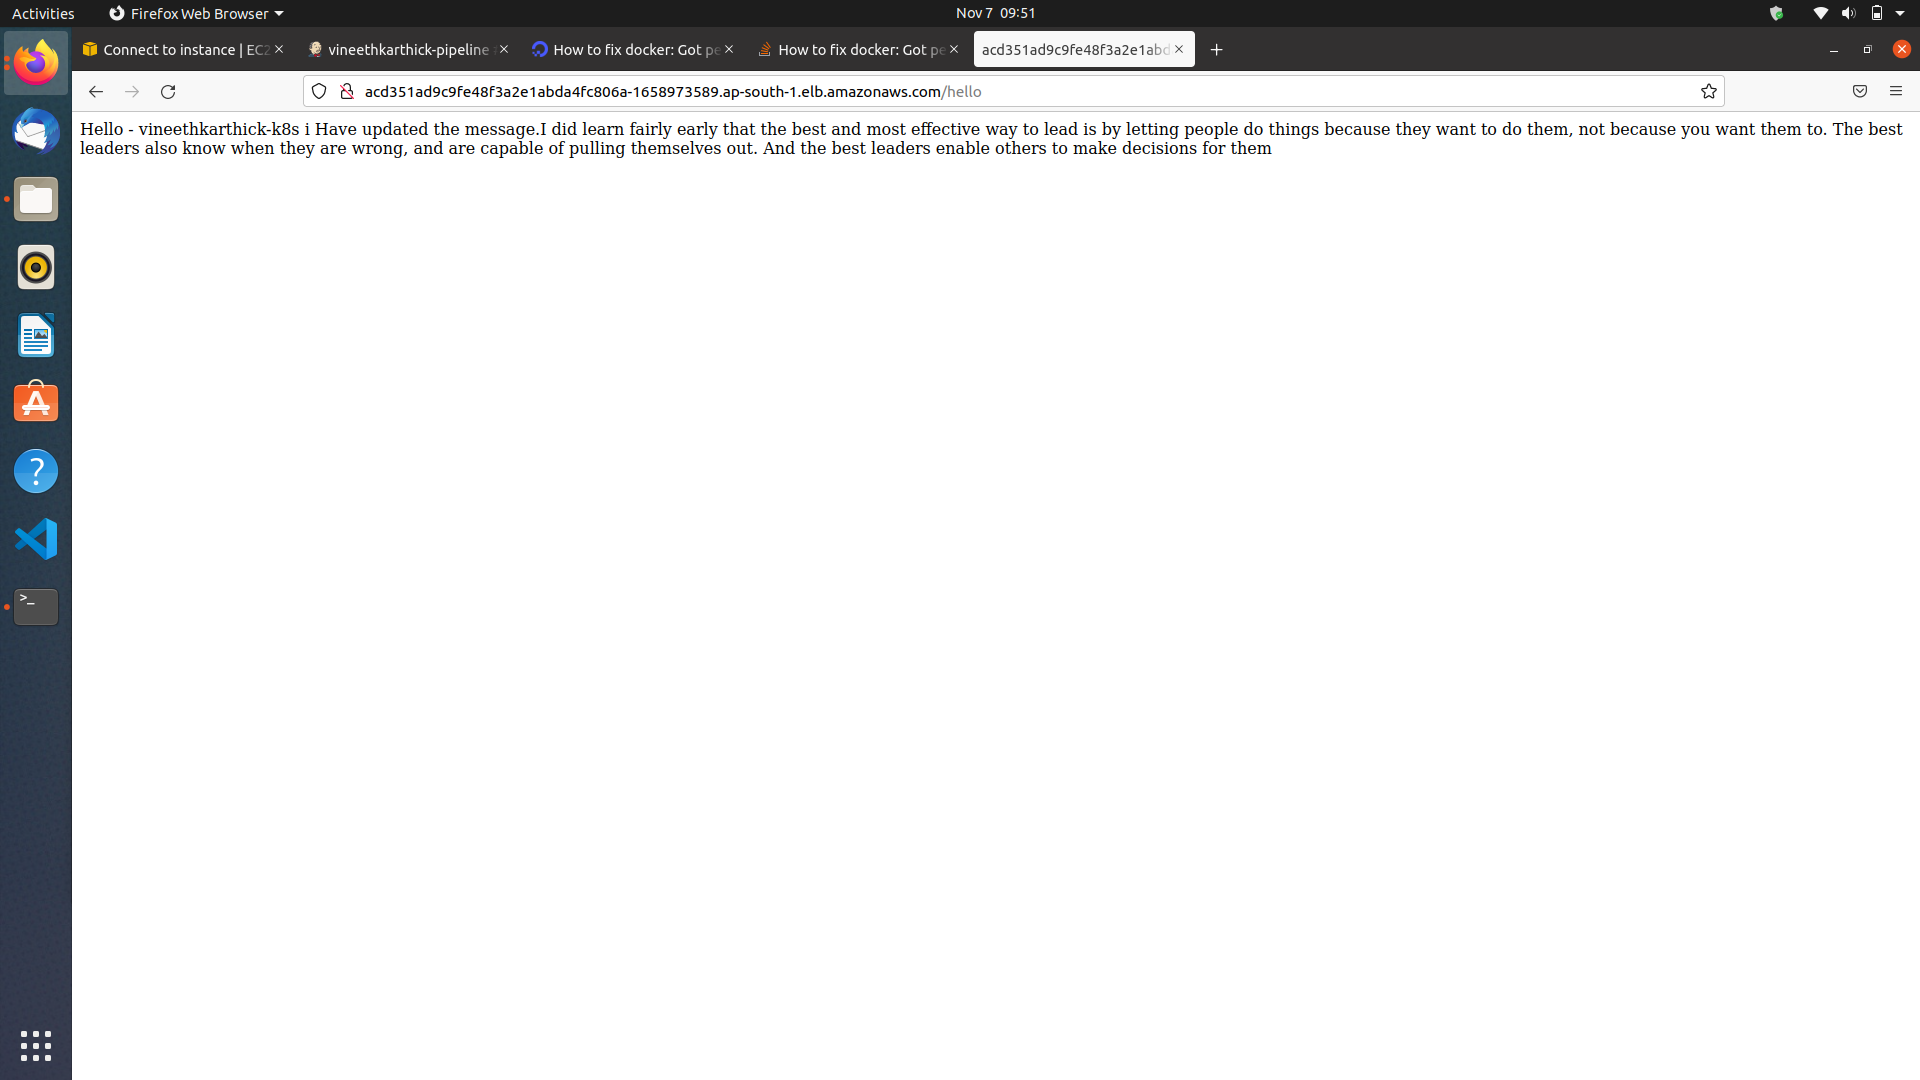 Activities
Firefox Web Browser
Nov 7 09:51
Connect to instance | EC2
vineethkarthick-pipeline
How to fix docker: Got pe
How to fix docker: Got pe
acd351ad9c9fe48f3a2e1abd
acd351ad9c9fe48f3a2e1abda4fc806a-1658973589.ap-south-1.elb.amazonaws.com/hello
Hello - vineethkarthick-k8s i Have updated the message.I did learn fairly early that the best and most effective way to lead is by letting people do things because they want to do them, not because you want them to. The best
leaders also know when they are wrong, and are capable of pulling themselves out. And the best leaders enable others to make decisions for them